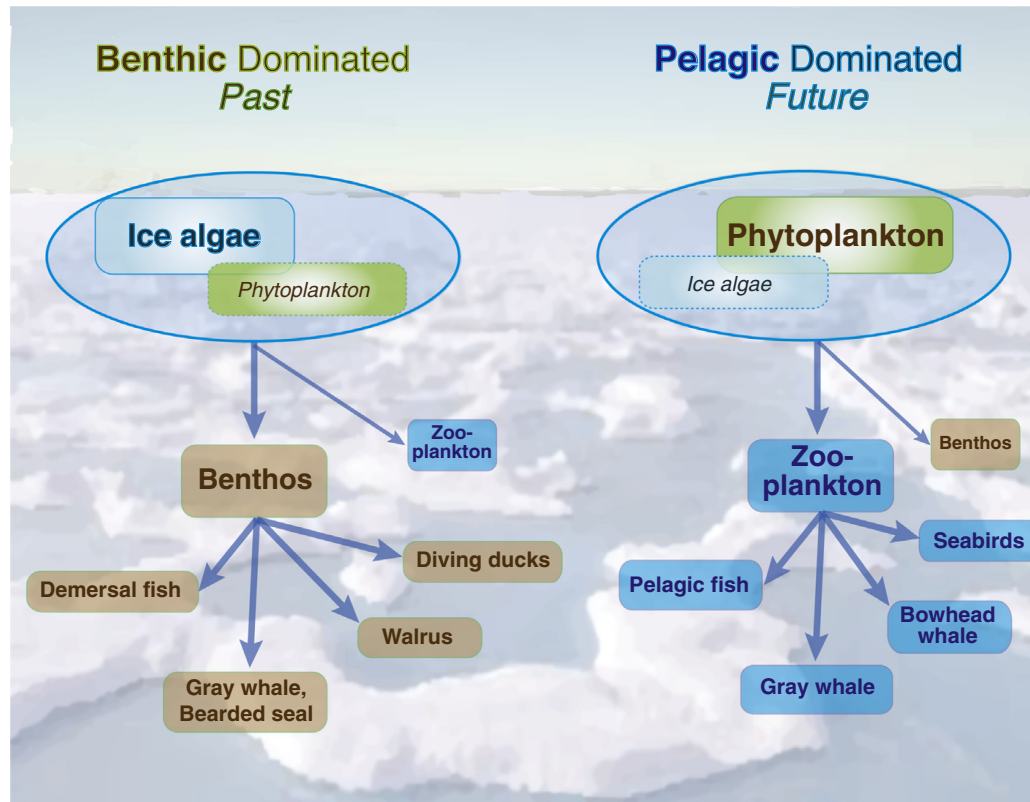 Benthic Dominated
Past
Ice algae
Phytoplankton
Zoo-
plankton
Benthos
Diving ducks
Demersal fish
Walrus
Gray whale,
Bearded seal
Pelagic Dominated
Future
Phytoplankton
Ice algae
Benthos
Zoo-
plankton
Seabirds
Pelagic fish
Bowhead
whale
Gray whale